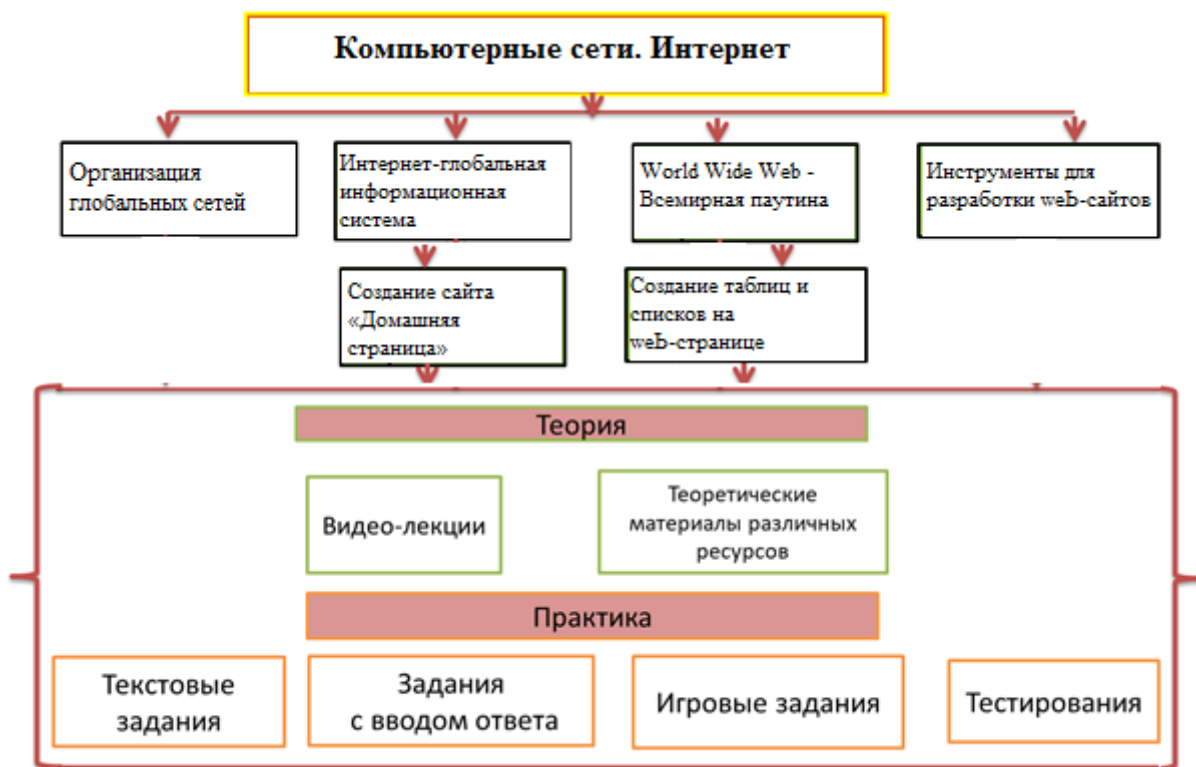 Компьютерные сети. Интернет
Организация
глобальных сетей
Интернет-глобальная
информационная
система
World Wide Web -
Всемирная паутина
Инструменты для
разработки web-сайтов
Создание сайта
«Домашняя
страница»
Создание таблиц и
списков на
web-странице
Теория
Видео-лекции
Теоретические
материалы различных
ресурсов
Практика
Текстовые
задания
Задания
с вводом ответа
Игровые задания
Тестирования